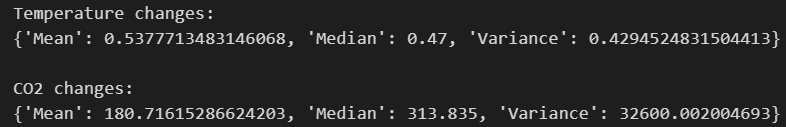 Temperature changes:
{'Mean': 0.5377713483146068, 'Median': 0.47, 'Variance': 0.4294524831504413}
CO2 changes:
{'Mean': 180.71615286624203, 'Median': 313.835, 'Variance': 32600.002004693}